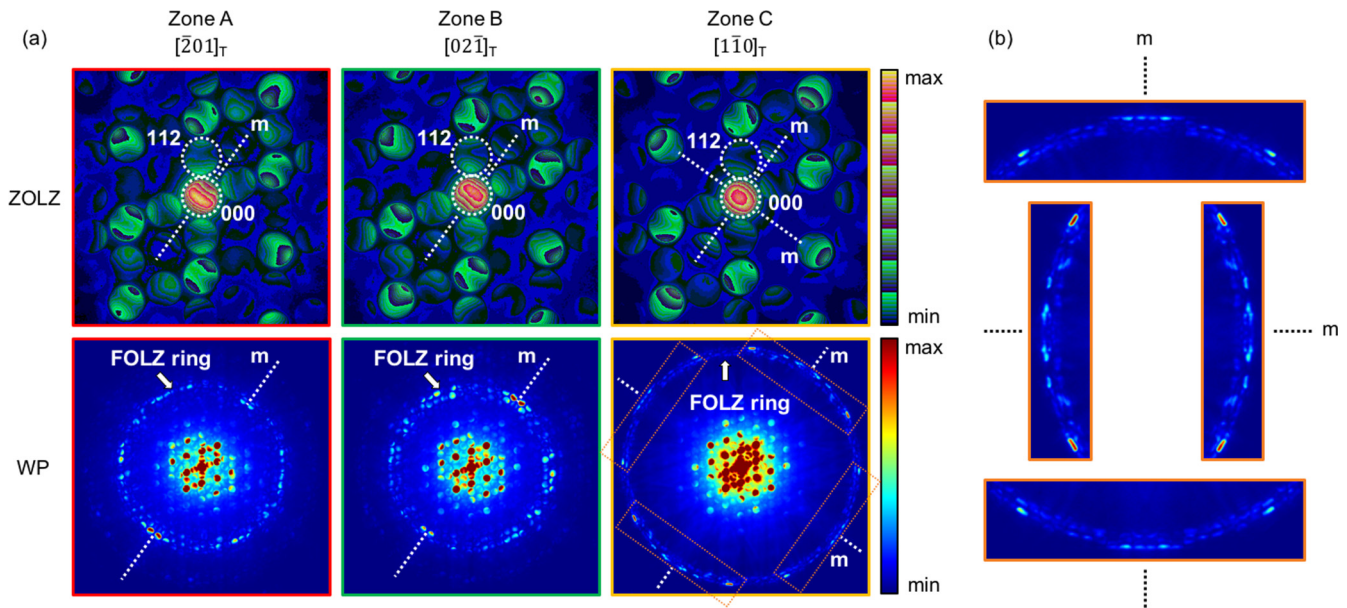 (a)
Zone A
[2̅01]T
Zone B
[021̅]T
Zone C
[11̅0]T
(b)
m
ZOLZ
112
m
000
112
m
000
112
m
000
m
max
min
m
WP
FOLZ ring
m
FOLZ ring
m
FOLZ ring
m
m
max
min